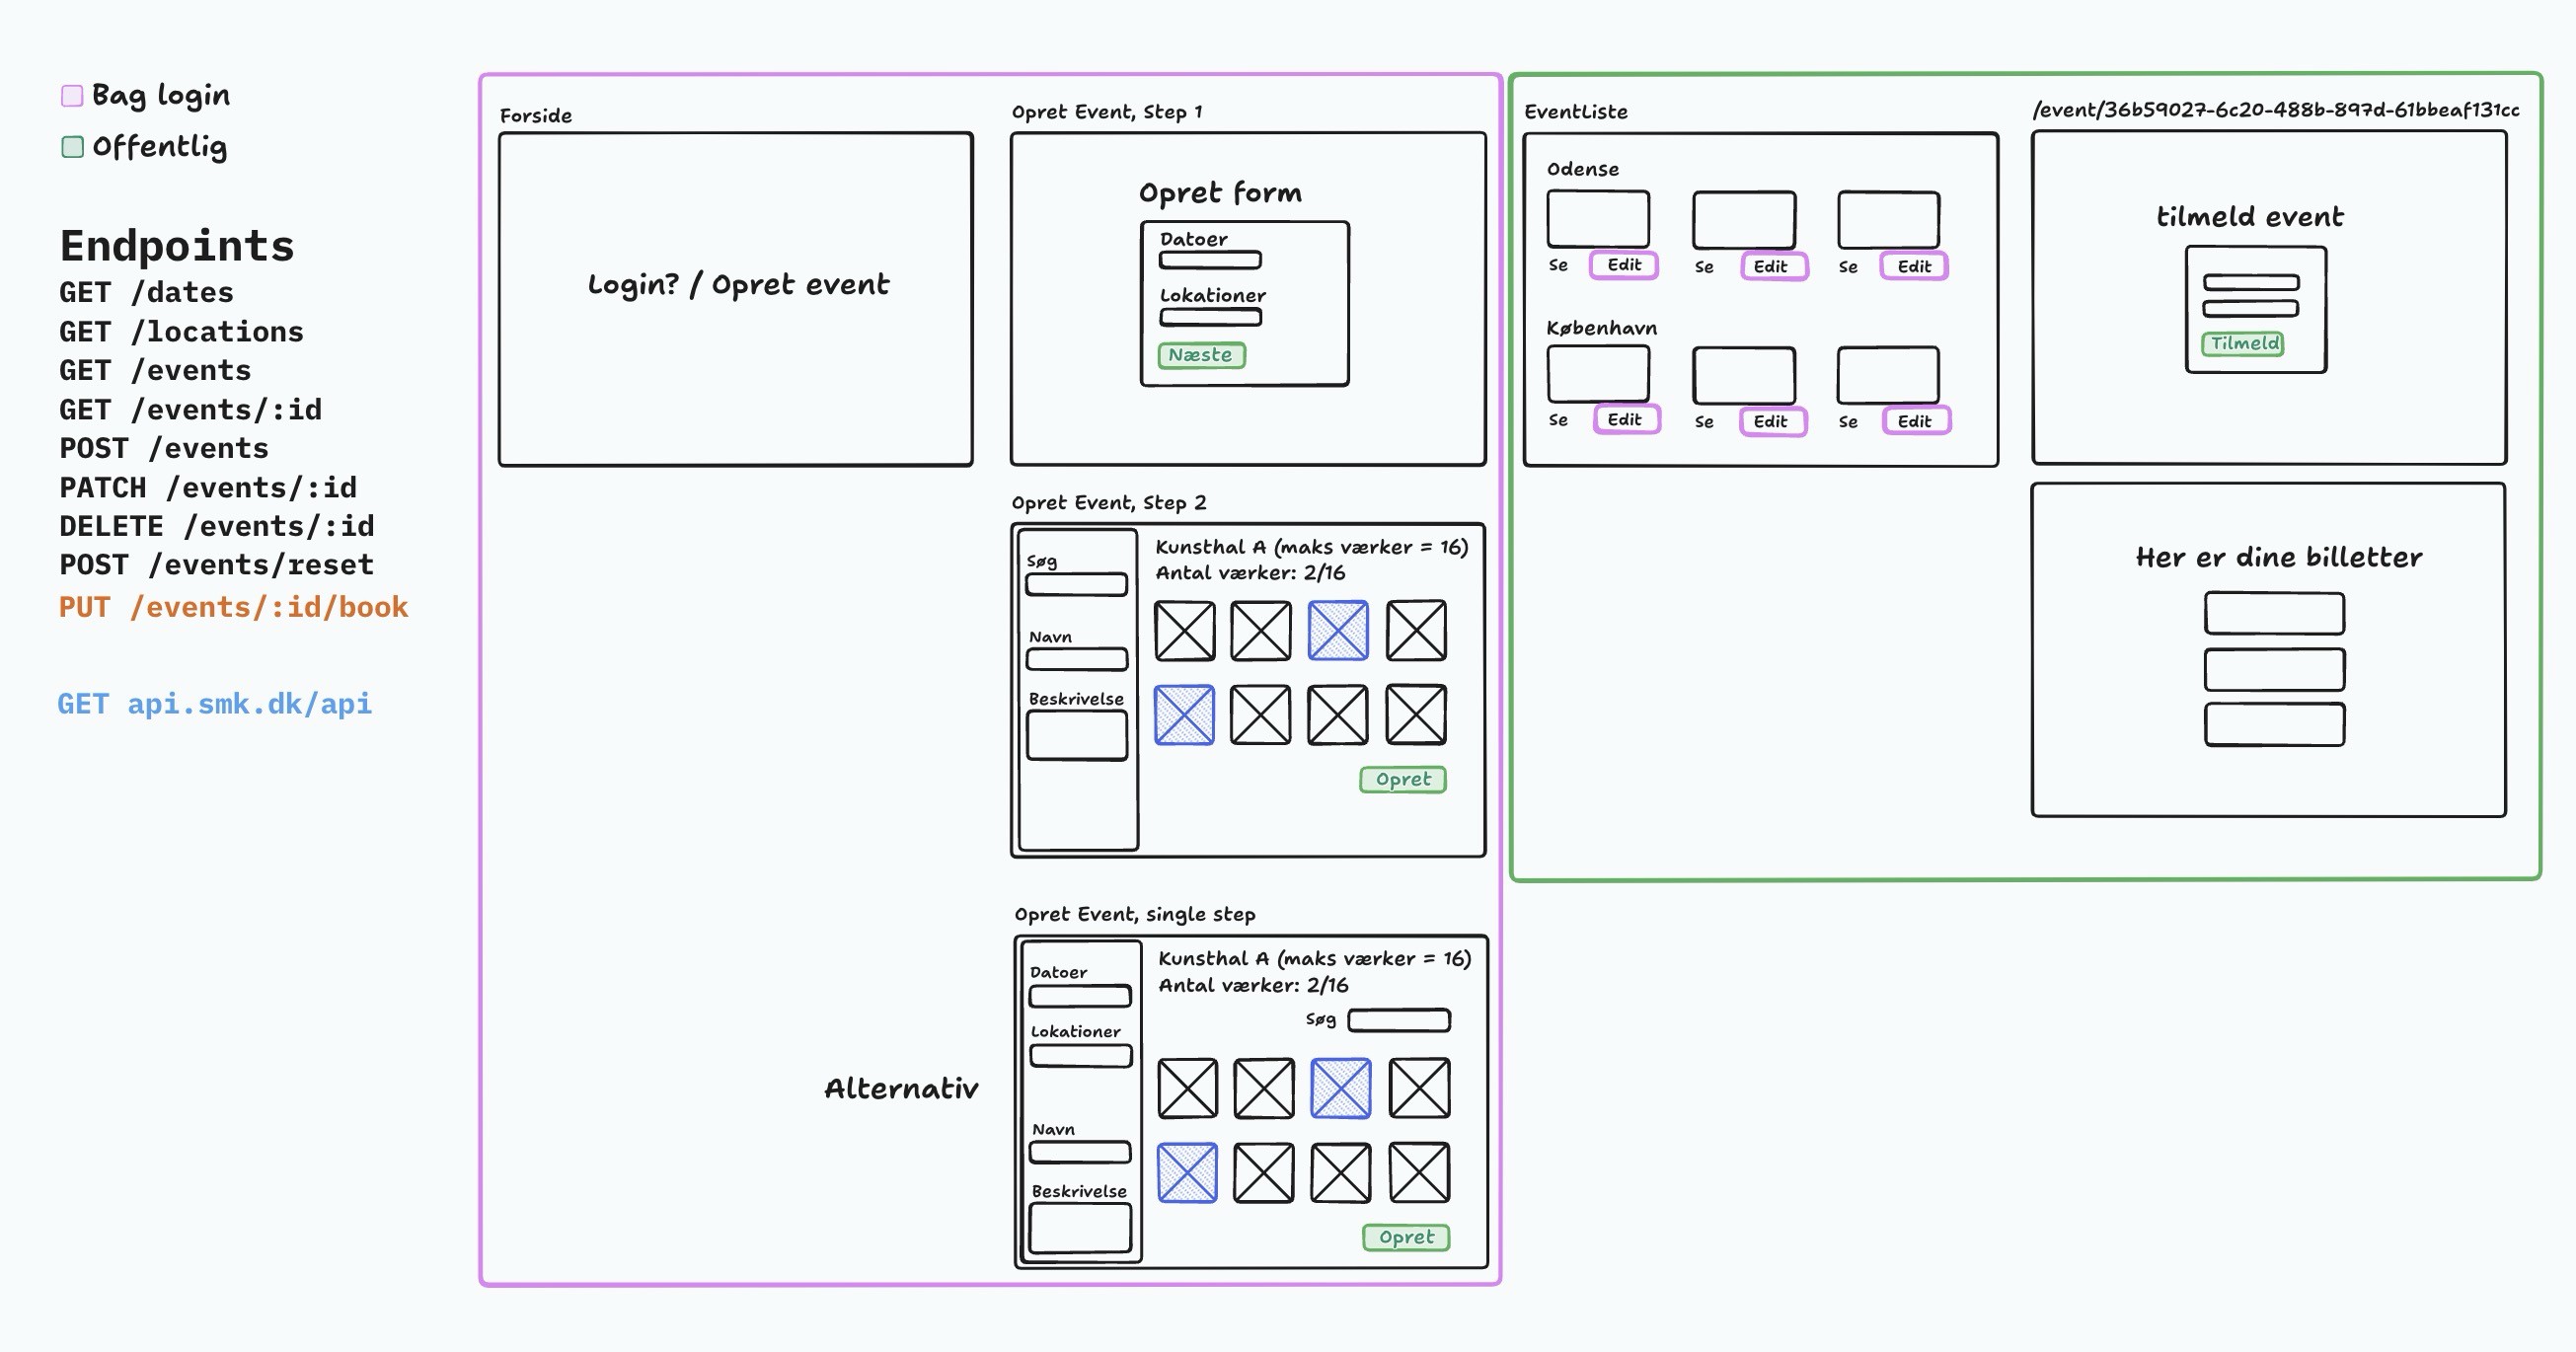 Bag login
Offentlig
Endpoints
GET /dates
GET /locations
GET /events
GET /events/:id
POST /events
PATCH /events/:id
DELETE /events/:id
POST /events/reset
PUT /events/:id/book
GET api.smk.dk/api
Forside
Login? / Opret event
Opret Event, Step 1
Opret form
Datoer
Lokationer
Næste
Opret Event, Step 2
Søg
Navn
Beskrivelse
Kunsthal A (maks værker = 16)
Antal værker: 2/16
Opret
Alternativ
Opret Event, single step
Datoer
Lokationer
Navn
Beskrivelse
Kunsthal A (maks værker = 16)
Antal værker: 2/16
Søg
Opret
EventListe
Odense
Se Edit Se Edit Se Edit
København
Se Edit Se Edit Se Edit
/event/36b59027-6c20-488b-897d-61bbeaf131cc
tilmeld event
Tilmeld
Her er dine billetter